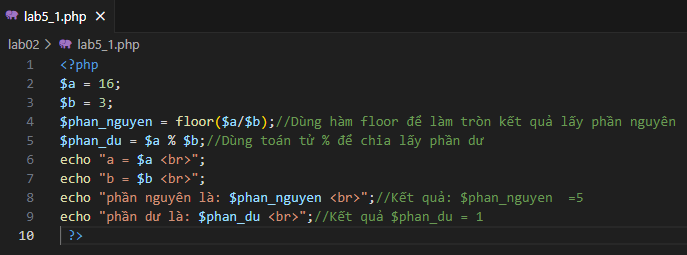 lab5_1.php
lab02 > lab5_1.php
1 <?php
2 $a = 16;
3 $b = 3;
4 $phan_nguyen = floor($a/$b);//Dùng hàm floor để làm tròn kết quả lấy phần nguyên
5 $phan_du = $a % $b;//Dùng toán tử % để chia lấy phần dư
6 echo "a = $a <br>";
7 echo "b = $b <br>";
8 echo "phần nguyên là: $phan_nguyen <br>";//Kết quả: $phan_nguyen  =5
9 echo "phần dư là: $phan_du <br>";//Kết quả $phan_du = 1
10 ?>